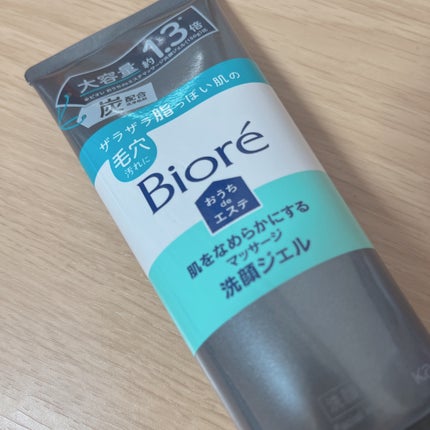 大容量 約1.3倍
炭配合
ザラザラ脂っぽい肌の
毛穴
汚れに
Bioré
おうち
de
エステ
肌をなめらかにする
マッサージ
洗顔ジェル